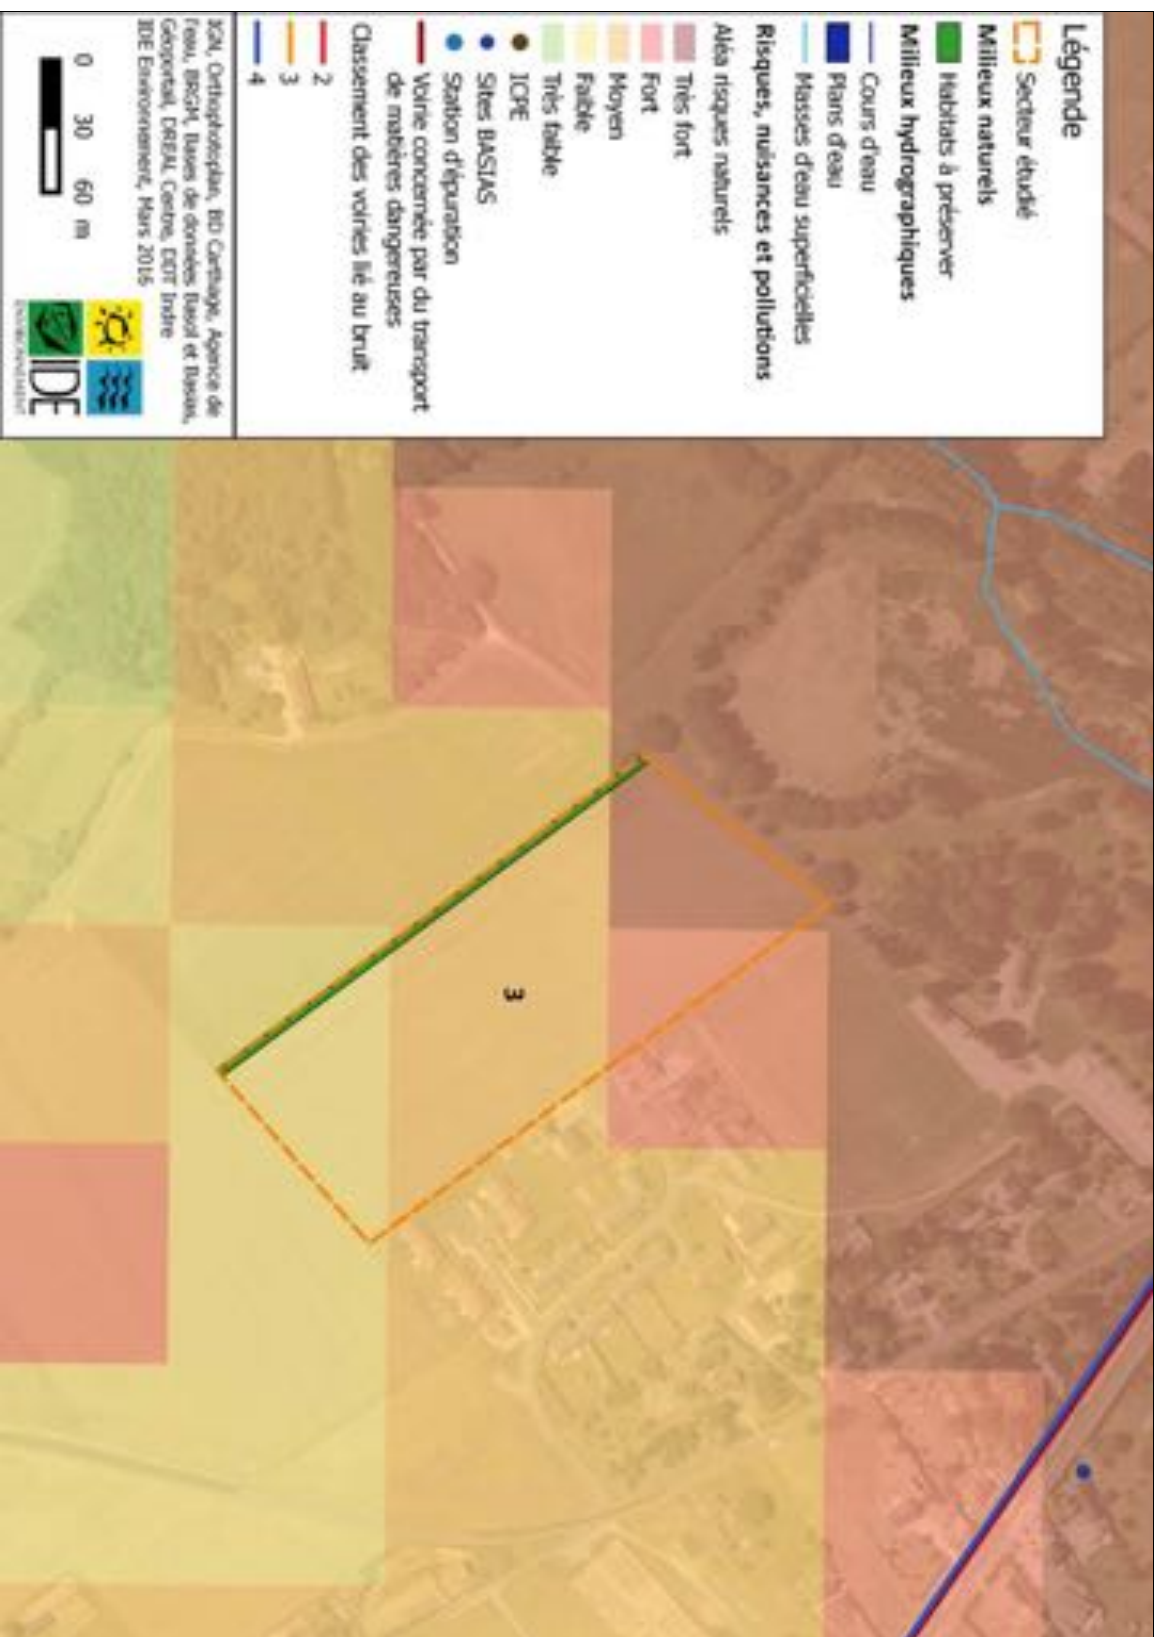 Légende
Secteur étudié
Milieux naturels
Habitats à préserver
Milieux hydrographiques
Cours d'eau
Plans d'eau
Masses d'eau superficielles
Risques, nuisances et pollutions
Aléa risques naturels
Très fort
Fort
Moyen
Faible
Très faible
ICPE
Sites BASIAS
Station d'épuration
Voirie concernée par du transport
de matières dangereuses
Classement des voiries lié au bruit
2
3
4
IGN, Orthophotoplan, BD Carthage, Agence de
l'eau, BRGM, Bases de données Basol et Basias,
Géoportail, DREAL Centre, DDT Indre
IDE Environnement, Mars 2016
0 30 60 m
IDE
ENVIRONNEMENT
3